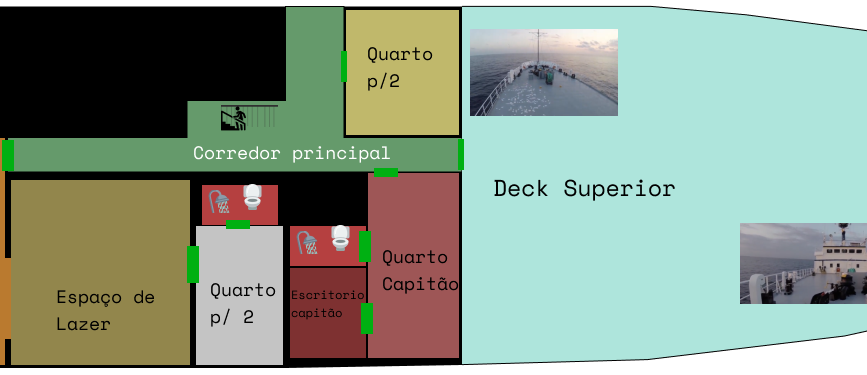 Quarto
p/2
Corredor principal
Deck Superior
Espaço de
Lazer
Quarto
p/ 2
Escritorio
capitão
Quarto
Capitão